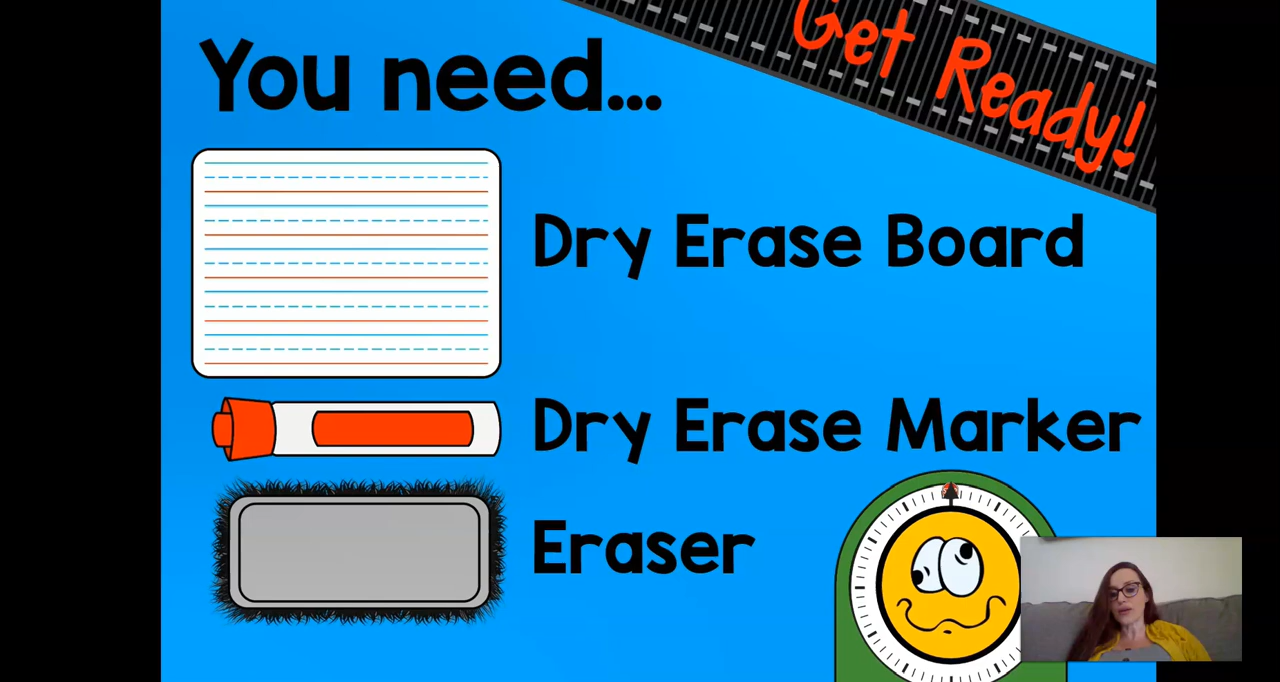 You need...
Get Ready!
Dry Erase Board
Dry Erase Marker
Eraser